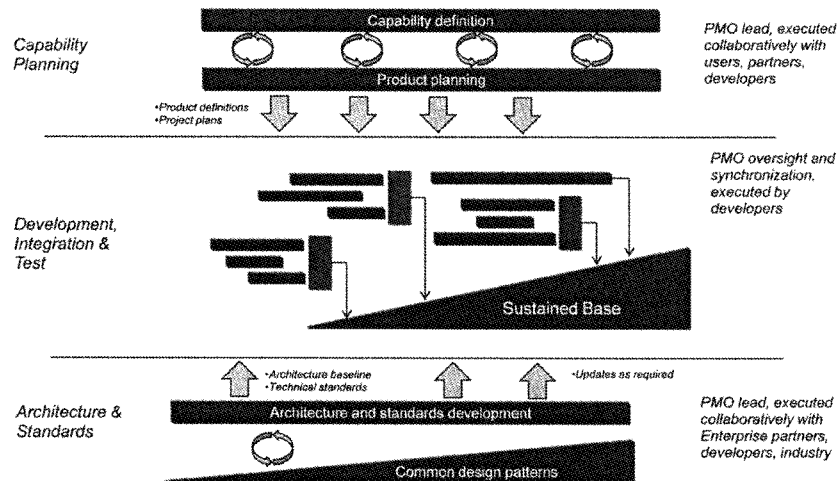 Capability definition
Capability
Planning
PMO lead, executed
collaboratively with
users, partners,
developers
Product planning
•Product definitions
•Project plans
PMO oversight and
synchronization,
executed by
developers
Development,
Integration &
Test
Sustained Base
•Architecture baseline
•Technical standards
•Updates as required
Architecture &
Standards
Architecture and standards development
PMO lead, executed
collaboratively with
Enterprise partners,
developers, industry
Common design patterns